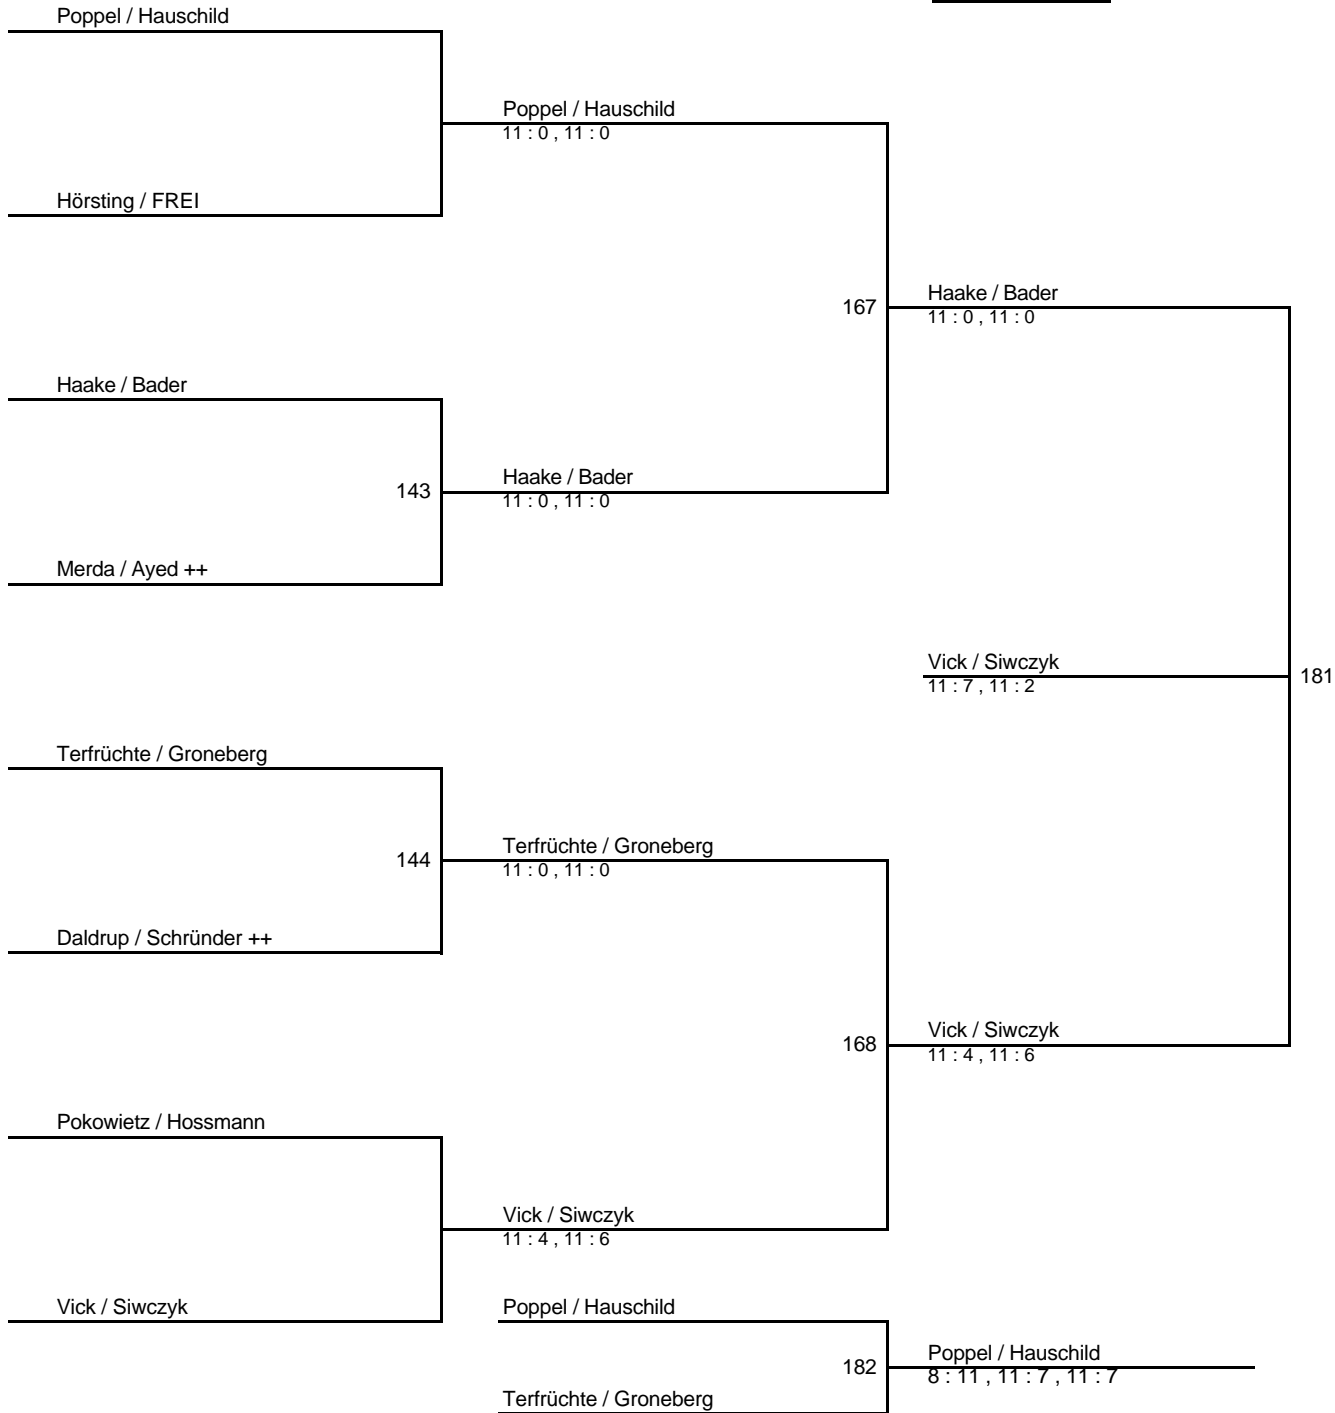 Poppel / Hauschild
Poppel / Hauschild
11 : 0 , 11 : 0
Hörsting / FREI
167
Haake / Bader
11 : 0 , 11 : 0
Haake / Bader
143
Haake / Bader
11 : 0 , 11 : 0
Merda / Ayed ++
Vick / Siwczyk
11 : 7 , 11 : 2
181
Terfrüchte / Groneberg
144
Terfrüchte / Groneberg
11 : 0 , 11 : 0
Daldrup / Schründer ++
168
Vick / Siwczyk
11 : 4 , 11 : 6
Pokowietz / Hossmann
Vick / Siwczyk
11 : 4 , 11 : 6
Vick / Siwczyk
Poppel / Hauschild
182
Poppel / Hauschild
8 : 11 , 11 : 7 , 11 : 7
Terfrüchte / Groneberg